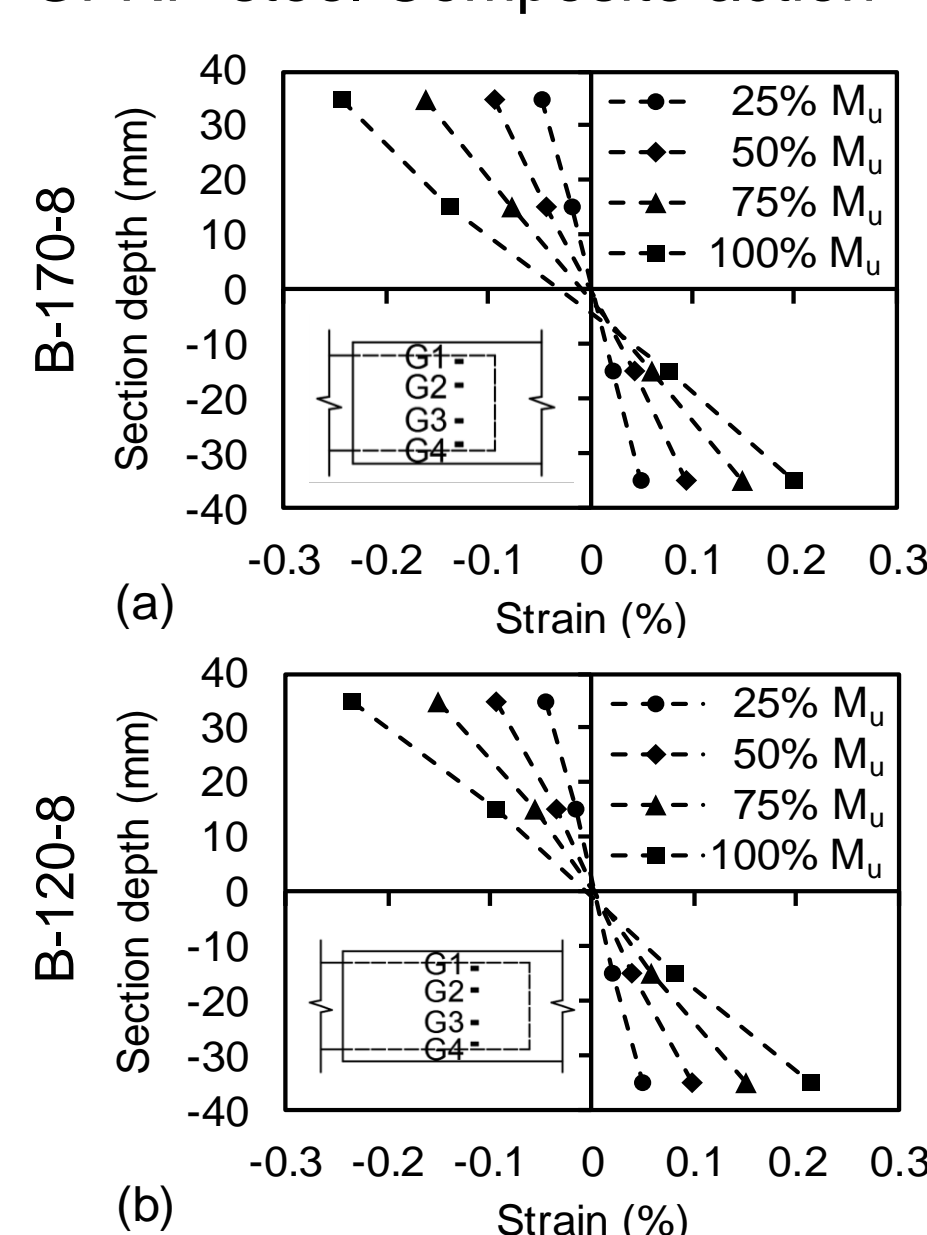 B-170-8
Section depth (mm)
40
30
20
10
0
-10
-20
-30
-40
25% Mu
50% Mu
75% Mu
100% Mu
G1
G2
G3
G4
-0.3 -0.2 -0.1 0 0.1 0.2 0.3
Strain (%)
(a)
B-120-8
Section depth (mm)
40
30
20
10
0
-10
-20
-30
-40
25% Mu
50% Mu
75% Mu
100% Mu
G1
G2
G3
G4
-0.3 -0.2 -0.1 0 0.1 0.2 0.3
Strain (%)
(b)